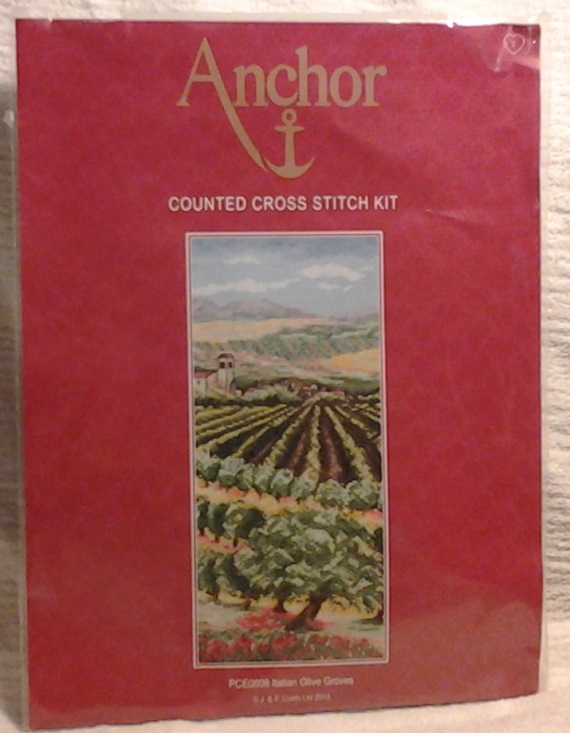 Anchor
COUNTED CROSS STITCH KIT
PCE0808 Italian Olive Groves
© J. & P. Coats Ltd 2013